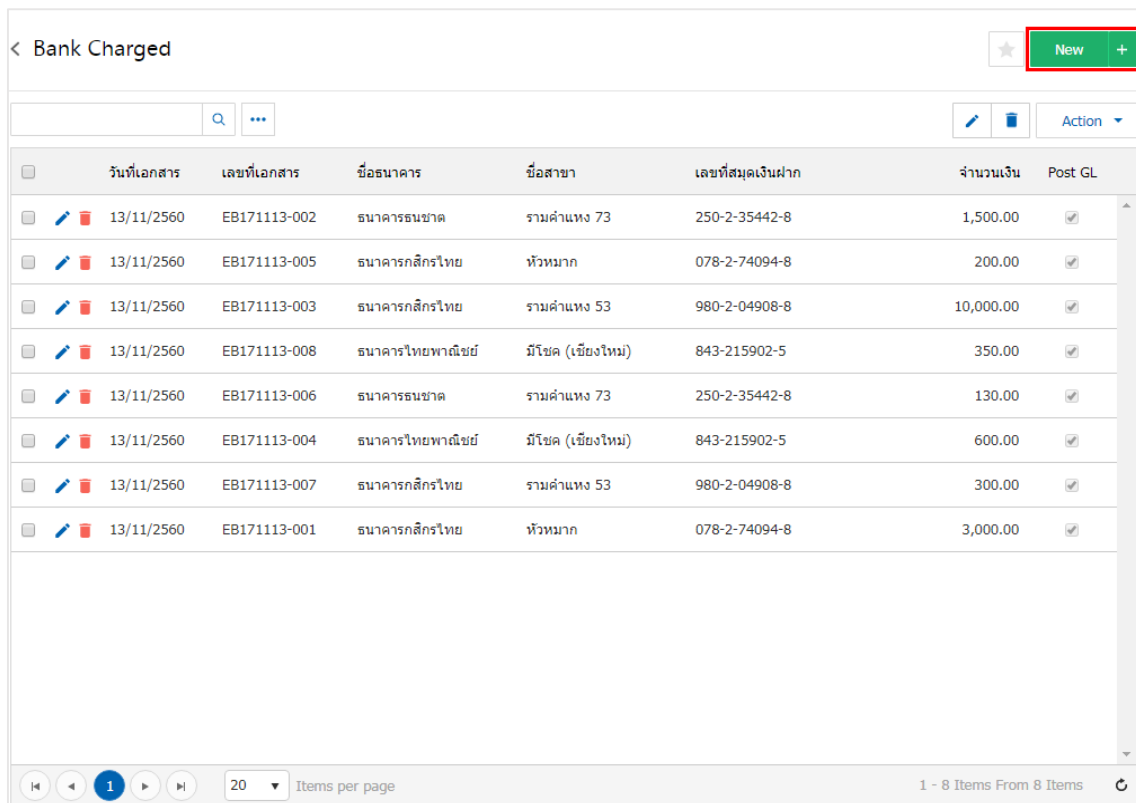 Bank Charged
New +
Action
วันที่เอกสาร เลขที่เอกสาร ชื่อธนาคาร ชื่อสาขา เลขที่สมุดเงินฝาก จำนวนเงิน Post GL
13/11/2560 EB171113-002 ธนาคารธนชาต รามคำแหง 73 250-2-35442-8 1,500.00
13/11/2560 EB171113-005 ธนาคารกสิกรไทย หัวหมาก 078-2-74094-8 200.00
13/11/2560 EB171113-003 ธนาคารกสิกรไทย รามคำแหง 53 980-2-04908-8 10,000.00
13/11/2560 EB171113-008 ธนาคารไทยพาณิชย์ มีโชค (เชียงใหม่) 843-215902-5 350.00
13/11/2560 EB171113-006 ธนาคารธนชาต รามคำแหง 73 250-2-35442-8 130.00
13/11/2560 EB171113-004 ธนาคารไทยพาณิชย์ มีโชค (เชียงใหม่) 843-215902-5 600.00
13/11/2560 EB171113-007 ธนาคารกสิกรไทย รามคำแหง 53 980-2-04908-8 300.00
13/11/2560 EB171113-001 ธนาคารกสิกรไทย หัวหมาก 078-2-74094-8 3,000.00
1 20 Items per page 1 - 8 Items From 8 Items